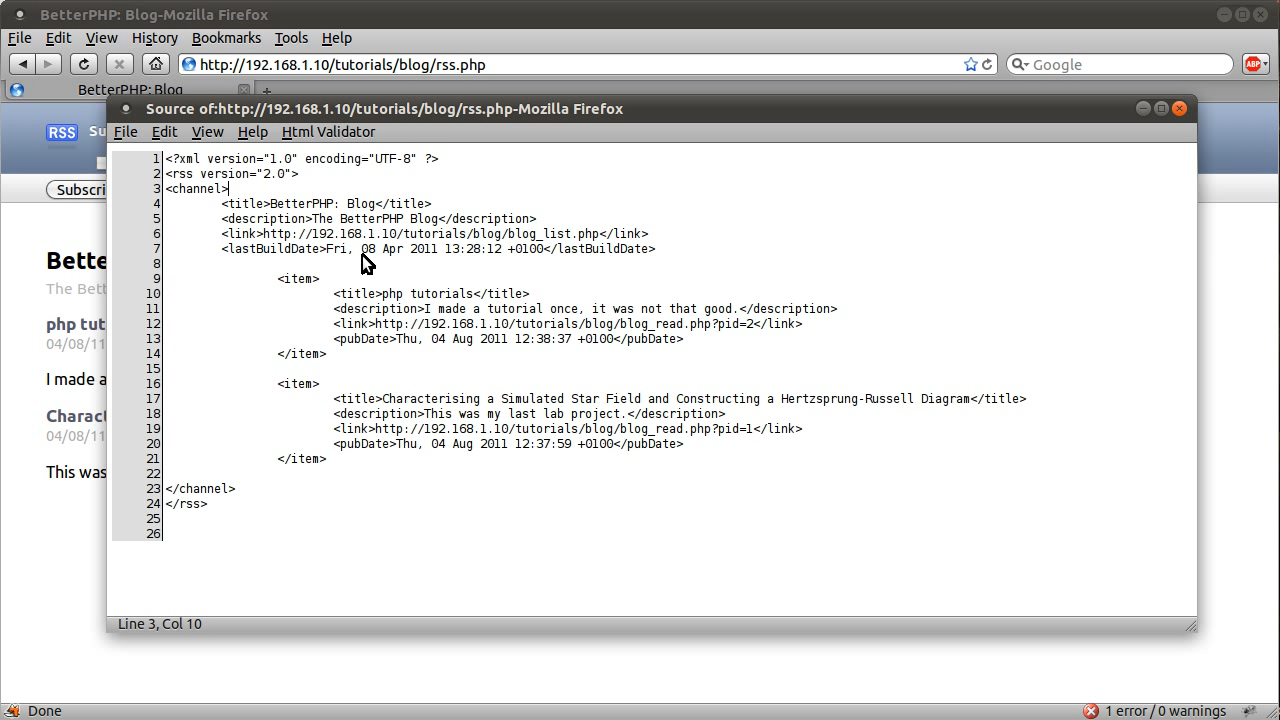 BetterPHP: Blog-Mozilla Firefox
File Edit View History Bookmarks Tools Help
http://192.168.1.10/tutorials/blog/rss.php
Google
ABP
BetterPHP: Blog
Source of:http://192.168.1.10/tutorials/blog/rss.php-Mozilla Firefox
RSS Su
File Edit View Help Html Validator
Subscri
Bette
The Bett
php tut
04/08/11
I made a
Charact
04/08/11
This was
1 <?xml version="1.0" encoding="UTF-8" ?>
2 <rss version="2.0">
3 <channel>
4 <title>BetterPHP: Blog</title>
5 <description>The BetterPHP Blog</description>
6 <link>http://192.168.1.10/tutorials/blog/blog_list.php</link>
7 <lastBuildDate>Fri, 08 Apr 2011 13:28:12 +0100</lastBuildDate>
8
9 <item>
10 <title>php tutorials</title>
11 <description>I made a tutorial once, it was not that good.</description>
12 <link>http://192.168.1.10/tutorials/blog/blog_read.php?pid=2</link>
13 <pubDate>Thu, 04 Aug 2011 12:38:37 +0100</pubDate>
14 </item>
15
16 <item>
17 <title>Characterising a Simulated Star Field and Constructing a Hertzsprung-Russell Diagram</title>
18 <description>This was my last lab project.</description>
19 <link>http://192.168.1.10/tutorials/blog/blog_read.php?pid=1</link>
20 <pubDate>Thu, 04 Aug 2011 12:37:59 +0100</pubDate>
21 </item>
22
23 </channel>
24 </rss>
25
26
Line 3, Col 10
Done
1 error / 0 warnings